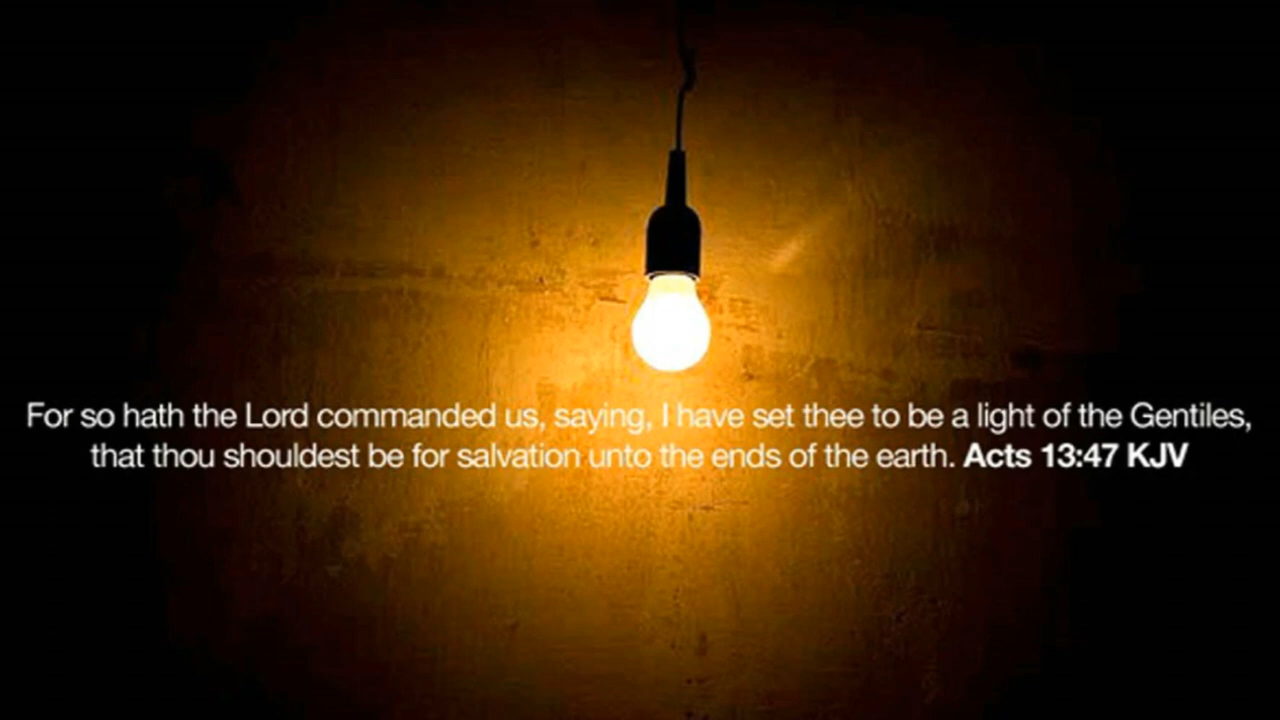 For so hath the Lord commanded us, saying, I have set thee to be a light of the Gentiles,
that thou shouldest be for salvation unto the ends of the earth. Acts 13:47 KJV